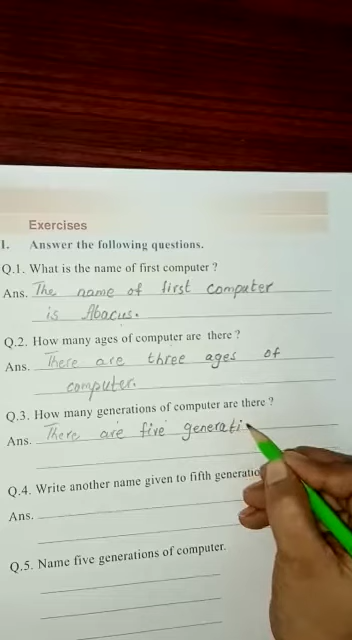 Exercises
I. Answer the following questions.
Q.1. What is the name of first computer ?
Ans. The name of first computer
is Abacus.
Q.2. How many ages of computer are there ?
Ans. There are three ages of
computer.
Q.3. How many generations of computer are there ?
Ans. There are five generati
Q.4. Write another name given to fifth generatio
Ans.
Q.5. Name five generations of computer.